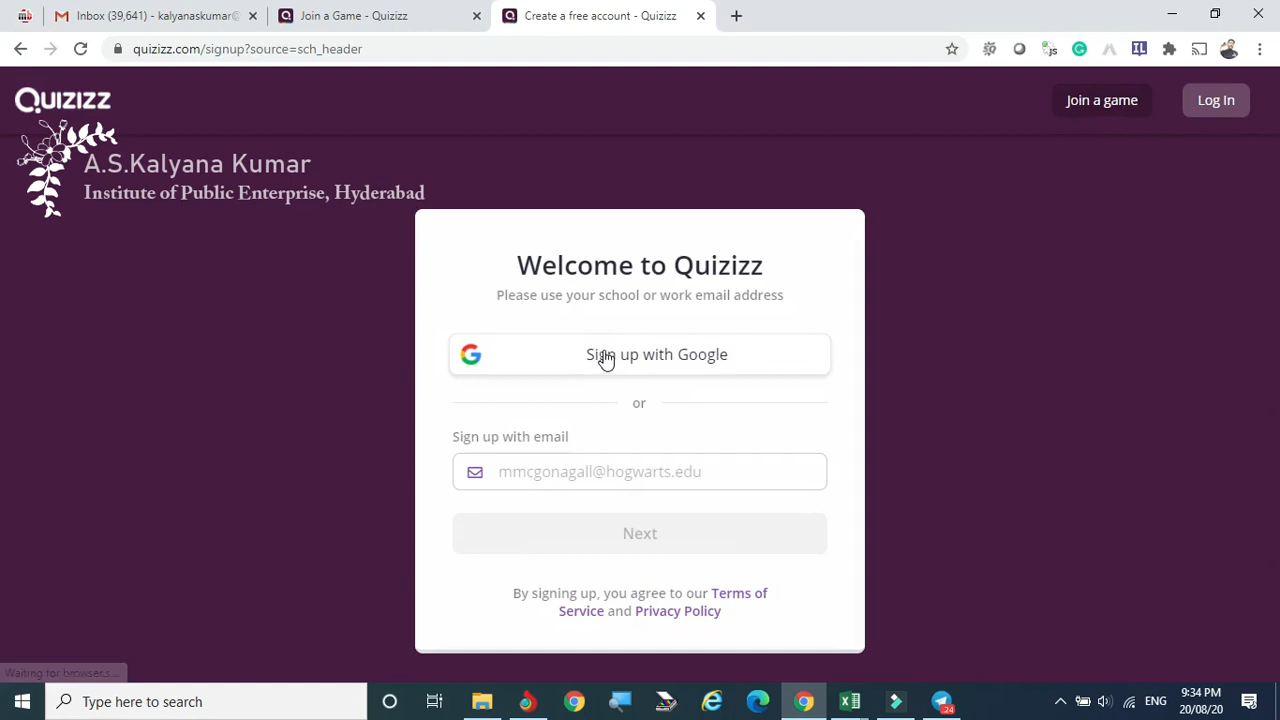 Inbox (39,641) - kalyanaskumar@
Join a Game - Quizizz
Create a free account - Quizizz
quizizz.com/signup?source=sch_header
Quizizz
Join a game
Log In
A.S.Kalyana Kumar
Institute of Public Enterprise, Hyderabad
Welcome to Quizizz
Please use your school or work email address
Sign up with Google
or
Sign up with email
mmcgonagall@hogwarts.edu
Next
By signing up, you agree to our Terms of
Service and Privacy Policy
Waiting for browser.s...
Type here to search
24
ENG
9:34 PM
20/08/20